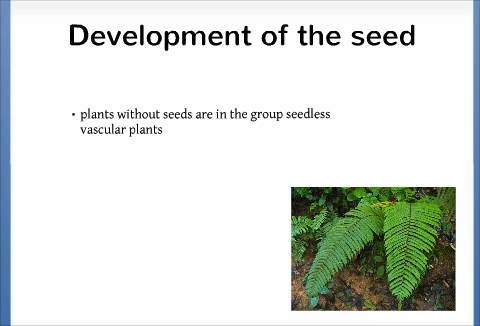 Development of the seed
• plants without seeds are in the group seedless
vascular plants